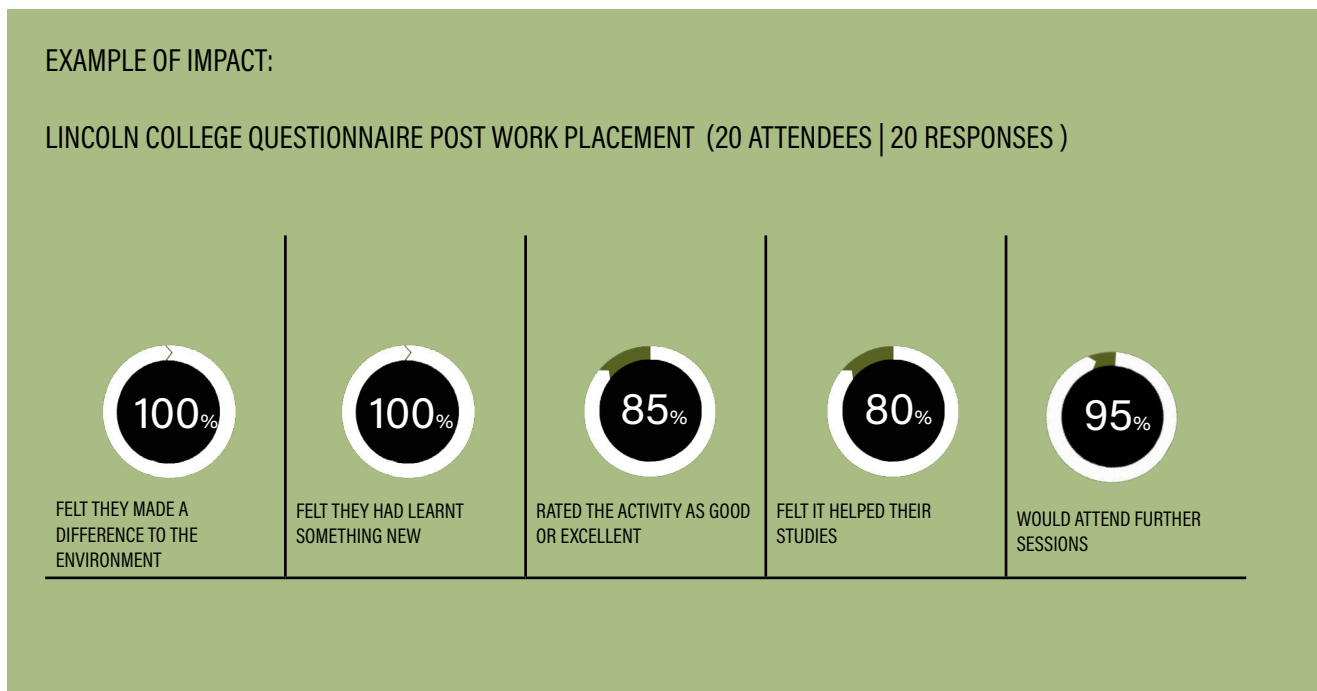 EXAMPLE OF IMPACT:
LINCOLN COLLEGE QUESTIONNAIRE POST WORK PLACEMENT (20 ATTENDEES | 20 RESPONSES )
100%
FELT THEY MADE A
DIFFERENCE TO THE
ENVIRONMENT
100%
FELT THEY HAD LEARNT
SOMETHING NEW
85%
RATED THE ACTIVITY AS GOOD
OR EXCELLENT
80%
FELT IT HELPED THEIR
STUDIES
95%
WOULD ATTEND FURTHER
SESSIONS